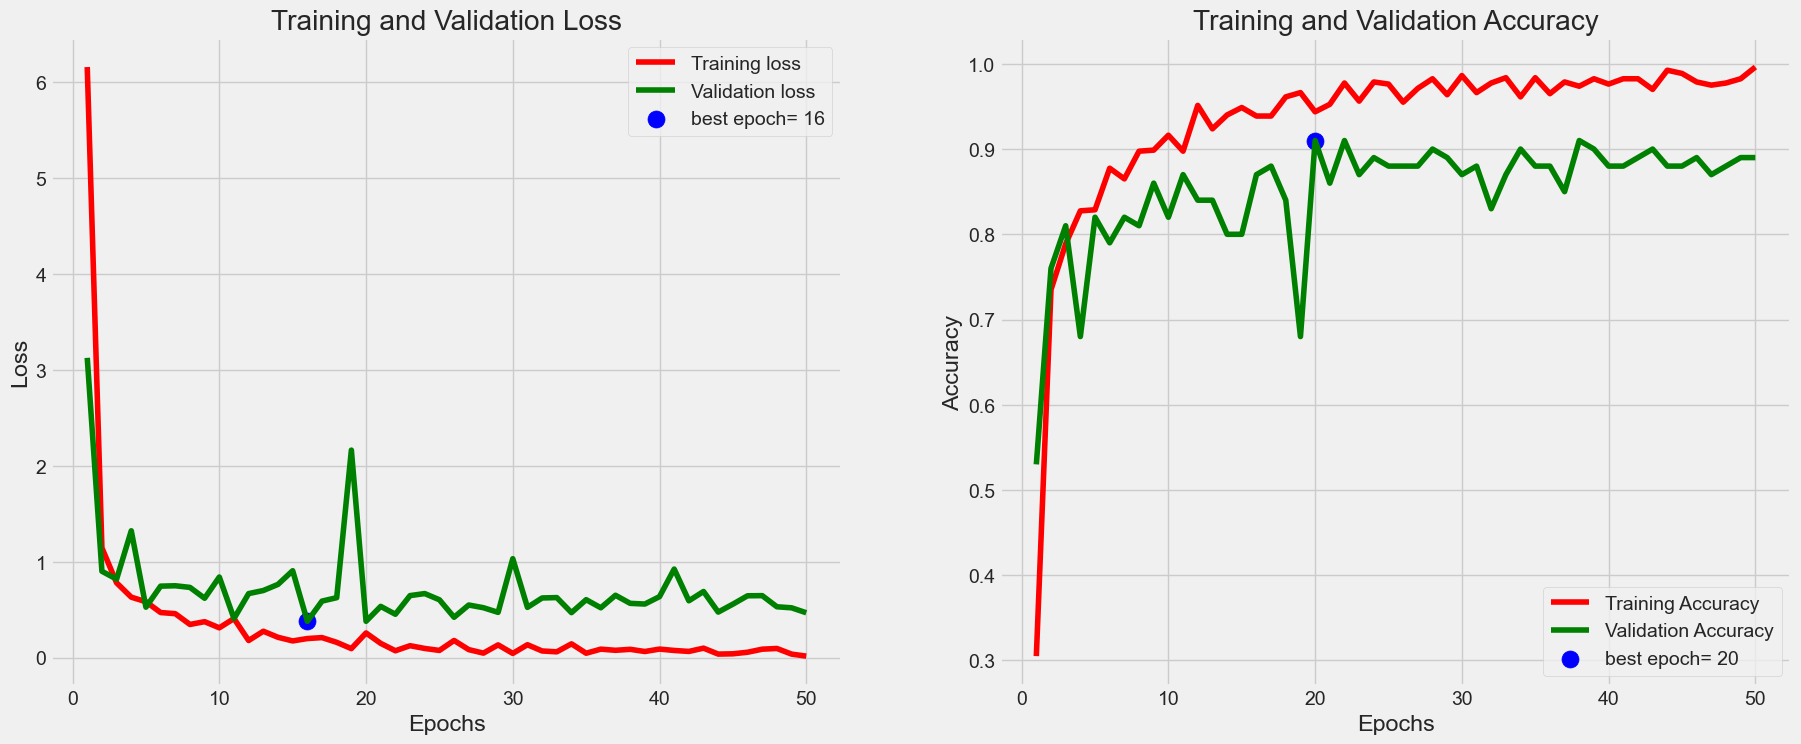 Training and Validation Loss
Training loss
Validation loss
best epoch= 16
6
5
4
3
2
1
0
Loss
0
10
20
30
40
50
Epochs
Training and Validation Accuracy
1.0
0.9
0.8
0.7
0.6
0.5
0.4
0.3
Accuracy
Training Accuracy
Validation Accuracy
best epoch= 20
0
10
20
30
40
50
Epochs